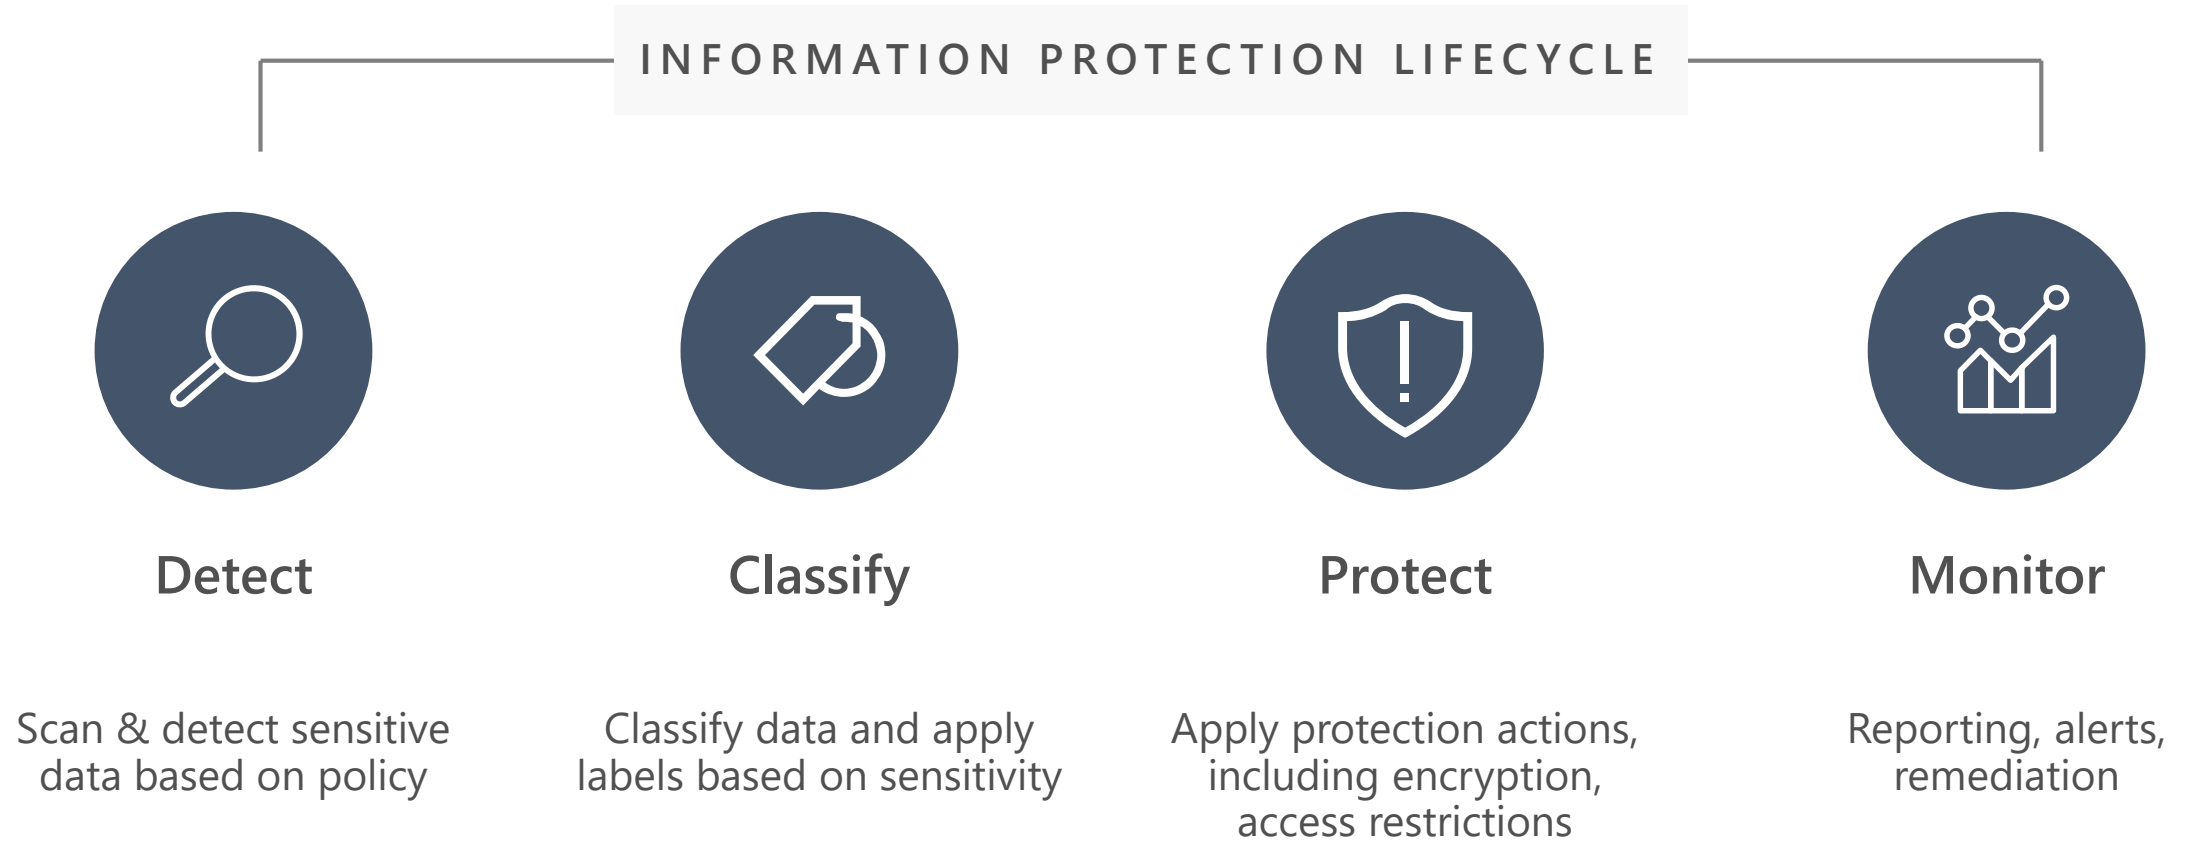 INFORMATION PROTECTION LIFECYCLE
Detect
Scan & detect sensitive
data based on policy
Classify
Classify data and apply
labels based on sensitivity
Protect
Apply protection actions,
including encryption,
access restrictions
Monitor
Reporting, alerts,
remediation